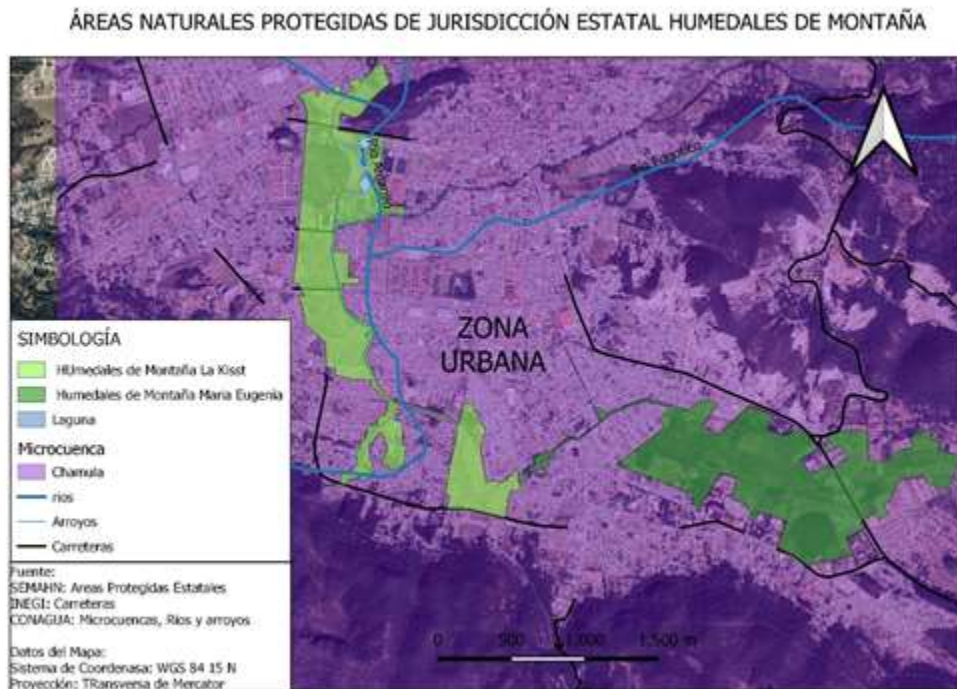 ÁREAS NATURALES PROTEGIDAS DE JURISDICCIÓN ESTATAL HUMEDALES DE MONTAÑA
ZONA
URBANA
SIMBOLOGÍA
HUmedales de Montaña La Kisst
Humedales de Montaña Maria Eugenia
Laguna
Microcuenca
Chamula
rios
Arroyos
Carreteras
Fuente:
SEMAHN: Areas Protegidas Estatales
INEGI: Carreteras
CONAGUA: Microcuencas, Rios y arroyos
Datos del Mapa:
Sistema de Coordenasa: WGS 84 15 N
Proyección: TRansversa de Mercator
0 500 1.000 1.500 m